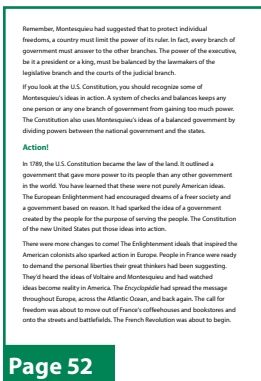 Remember, Montesquieu had suggested that to protect individual
freedoms, a country must limit the power of its ruler. In fact, every branch of
government must answer to the other branches. The power of the executive,
be it a president or a king, must be balanced by the lawmakers of the
legislative branch and the courts of the judicial branch.
If you look at the U.S. Constitution, you should recognize some of
Montesquieu's ideas in action. A system of checks and balances keeps any
one person or any one branch of government from gaining too much power.
The Constitution also uses Montesquieu's ideas of a balanced government by
dividing powers between the national government and the states.
Action!
In 1789, the U.S. Constitution became the law of the land. It outlined a
government that gave more power to its people than any other government
in the world. You have learned that these were not purely American ideas.
The European Enlightenment had encouraged dreams of a freer society and
a government based on reason. It had sparked the idea of a government
created by the people for the purpose of serving the people. The Constitution
of the new United States put those ideas into action.
There were more changes to come! The Enlightenment ideals that inspired the
American colonists also sparked action in Europe. People in France were ready
to demand the personal liberties their great thinkers had been suggesting.
They'd heard the ideas of Voltaire and Montesquieu and had watched
ideas become reality in America. The Encyclopédie had spread the message
throughout Europe, across the Atlantic Ocean, and back again. The call for
freedom was about to move out of France's coffeehouses and bookstores and
onto the streets and battlefields. The French Revolution was about to begin.
Page 52